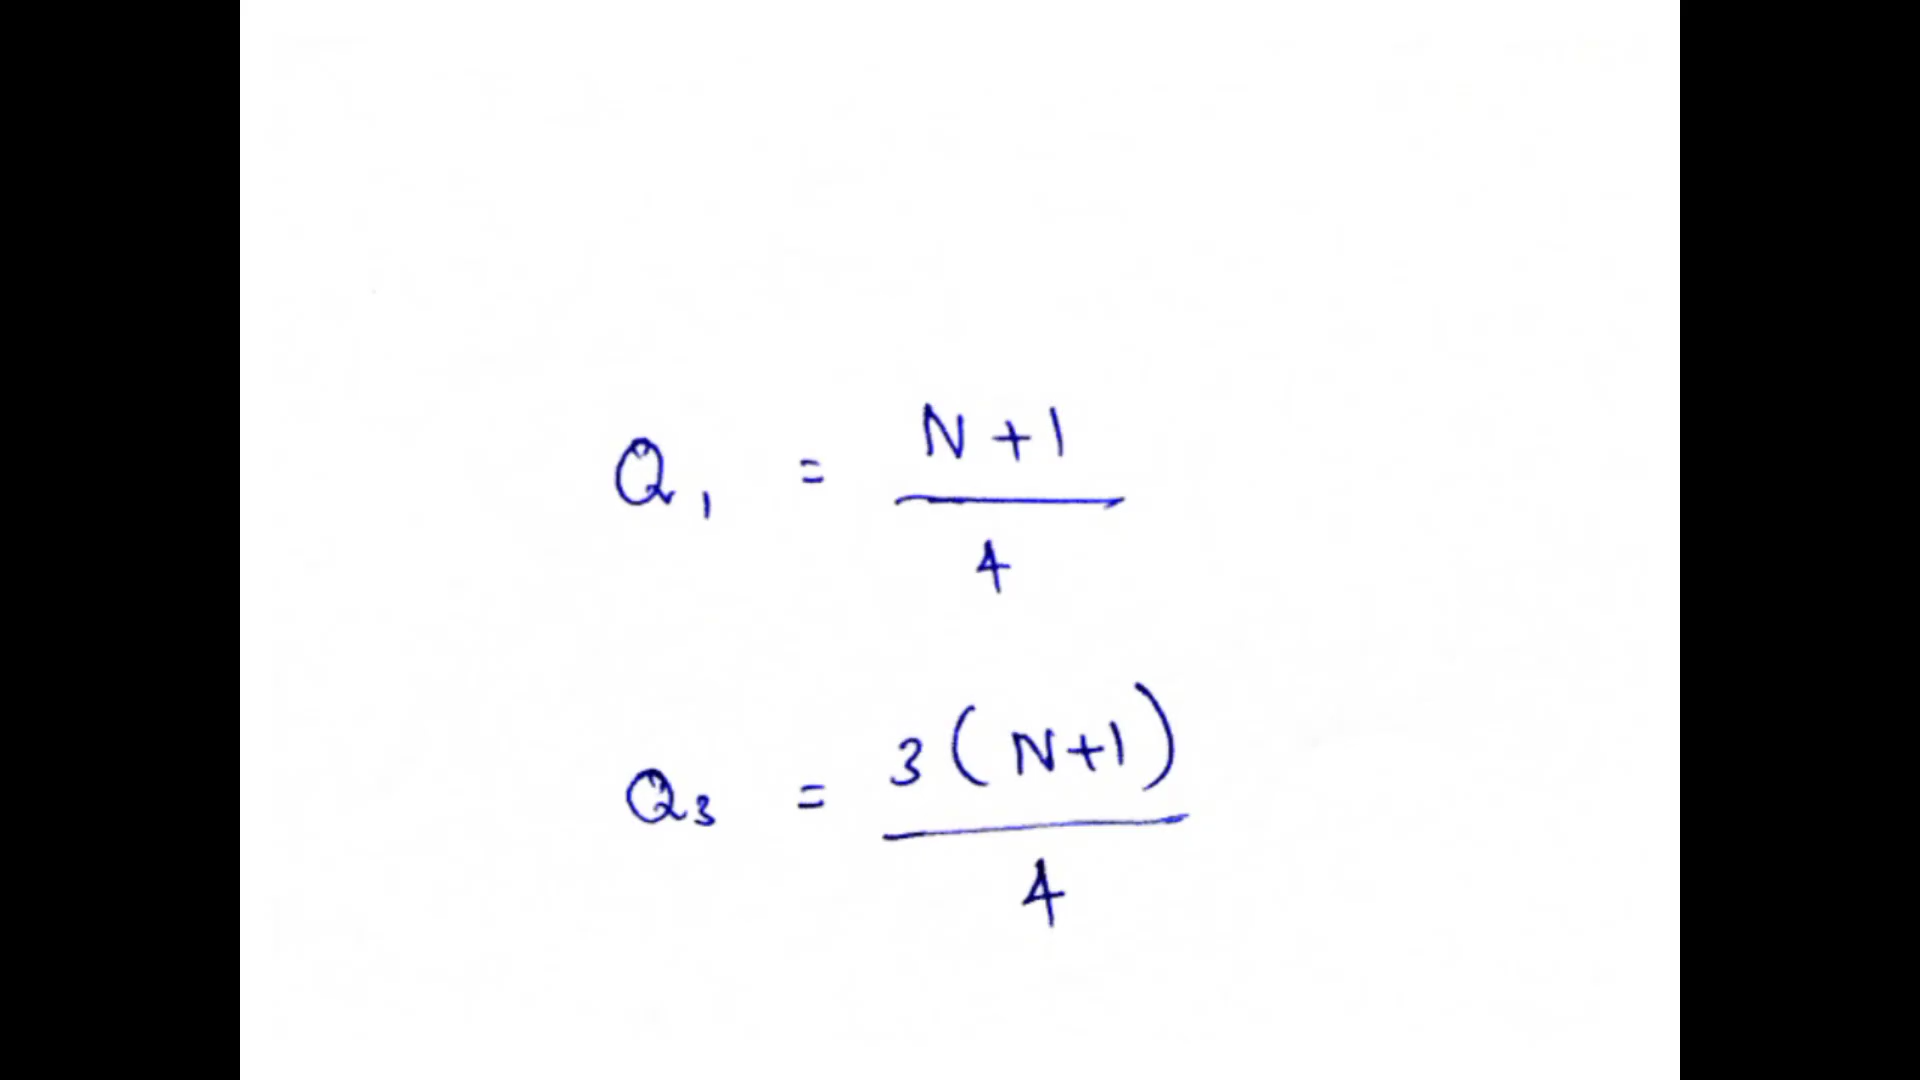 Q₁ = N+1 / 4
Q₃ = 3(N+1) / 4